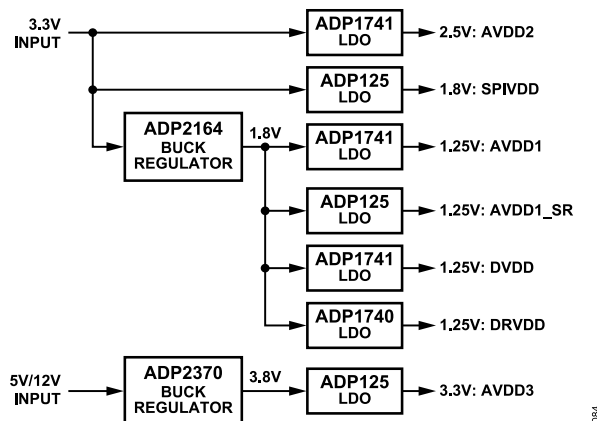 3.3V
INPUT
ADP1741
LDO
2.5V: AVDD2
ADP125
LDO
1.8V: SPIVDD
ADP2164
BUCK
REGULATOR
1.8V
ADP1741
LDO
1.25V: AVDD1
ADP125
LDO
1.25V: AVDD1_SR
ADP1741
LDO
1.25V: DVDD
ADP1740
LDO
1.25V: DRVDD
5V/12V
INPUT
ADP2370
BUCK
REGULATOR
3.8V
ADP125
LDO
3.3V: AVDD3